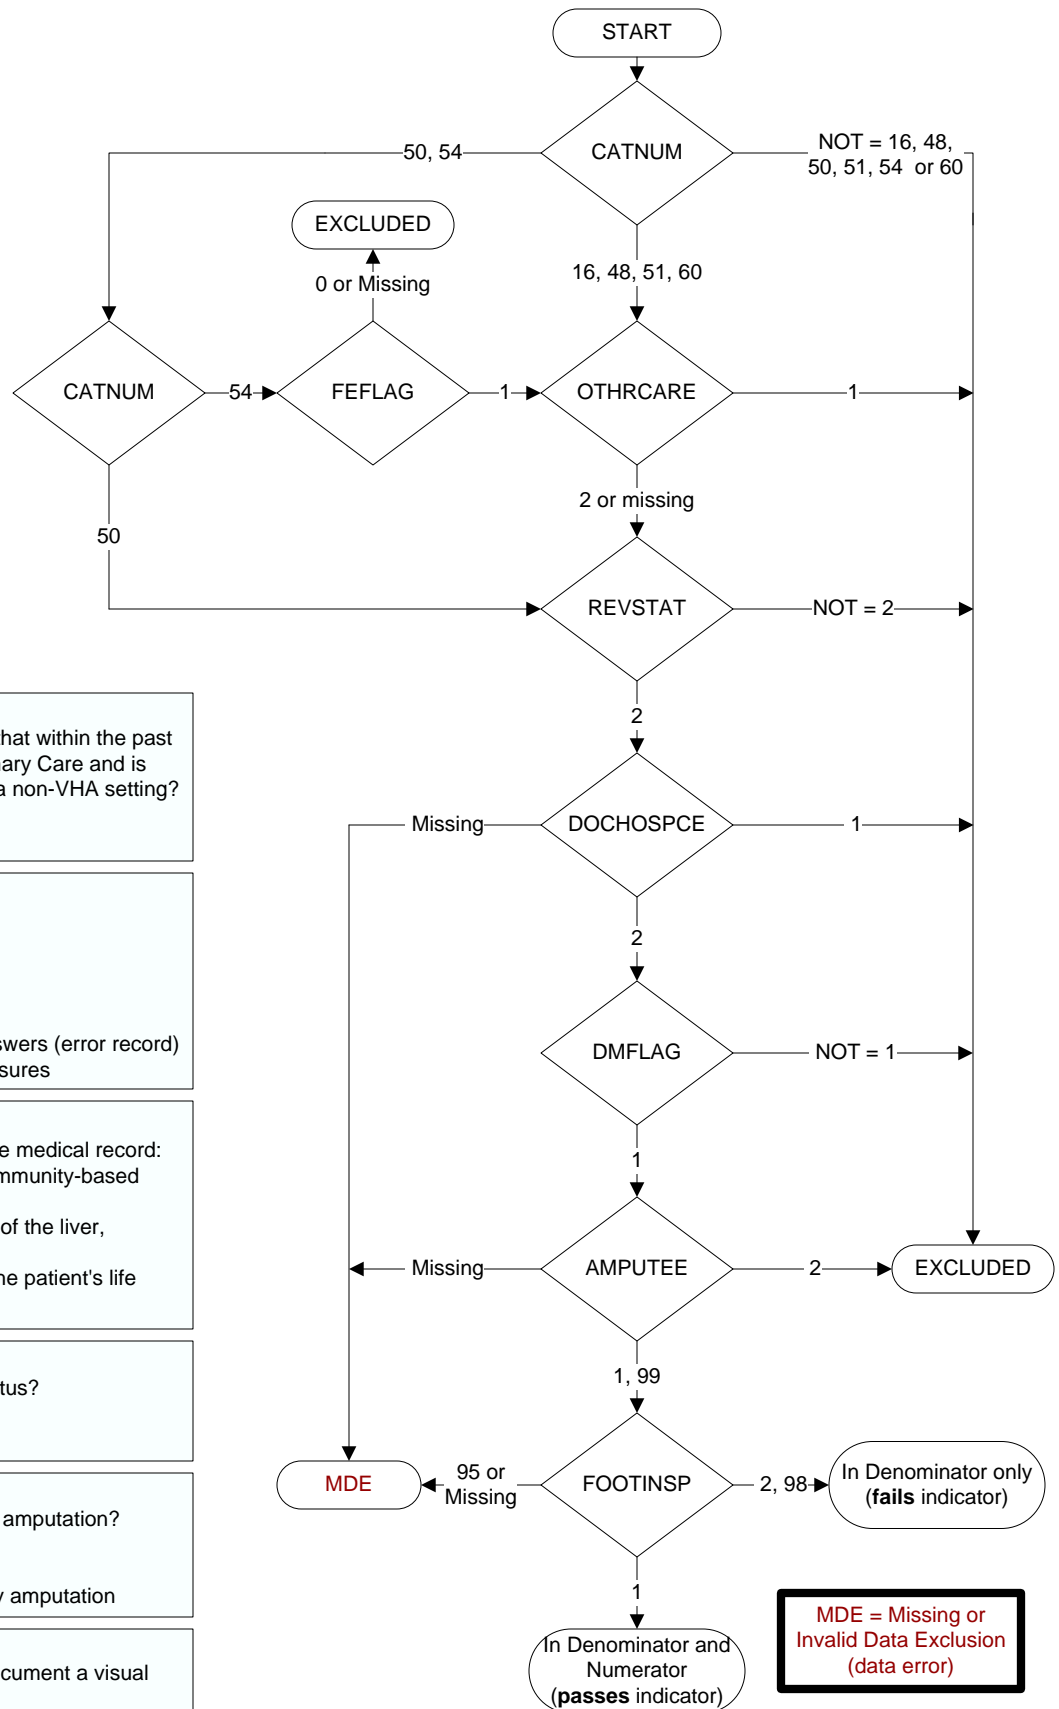 START
CATNUM
50, 54
NOT = 16, 48,
50, 51, 54 or 60
EXCLUDED
0 or Missing
16, 48, 51, 60
CATNUM
54
FEFLAG
1
OTHRCARE
1
2 or missing
50
REVSTAT
NOT = 2
2
that within the past
nary Care and is
a non-VHA setting?
Missing
DOCHOSPCE
1
2
swers (error record)
sures
DMFLAG
NOT = 1
1
e medical record:
mmunity-based
of the liver,
he patient's life
Missing
AMPUTEE
2
EXCLUDED
1, 99
tus?
MDE
95 or
Missing
FOOTINSP
2, 98
In Denominator only
(fails indicator)
amputation?
y amputation
1
cument a visual
In Denominator and
Numerator
(passes indicator)
MDE = Missing or
Invalid Data Exclusion
(data error)